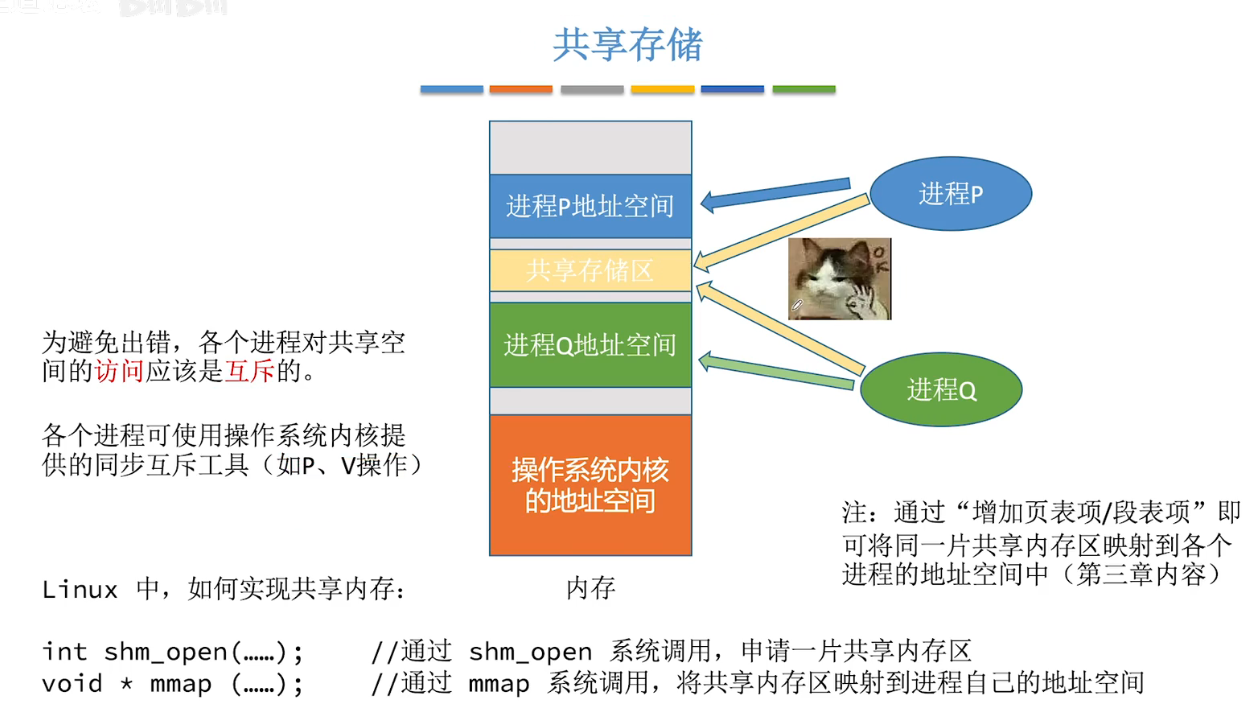 共享存储
进程P地址空间
进程P
共享存储区
OK
进程Q地址空间
进程Q
为避免出错，各个进程对共享空
间的访问应该是互斥的。
各个进程可使用操作系统内核提
供的同步互斥工具（如P、V操作）
操作系统内核
的地址空间
内存
注：通过“增加页表项/段表项”即
可将同一片共享内存区映射到各个
进程的地址空间中（第三章内容）
Linux 中，如何实现共享内存：
int shm_open(……); //通过 shm_open 系统调用，申请一片共享内存区
void * mmap (……); //通过 mmap 系统调用，将共享内存区映射到进程自己的地址空间